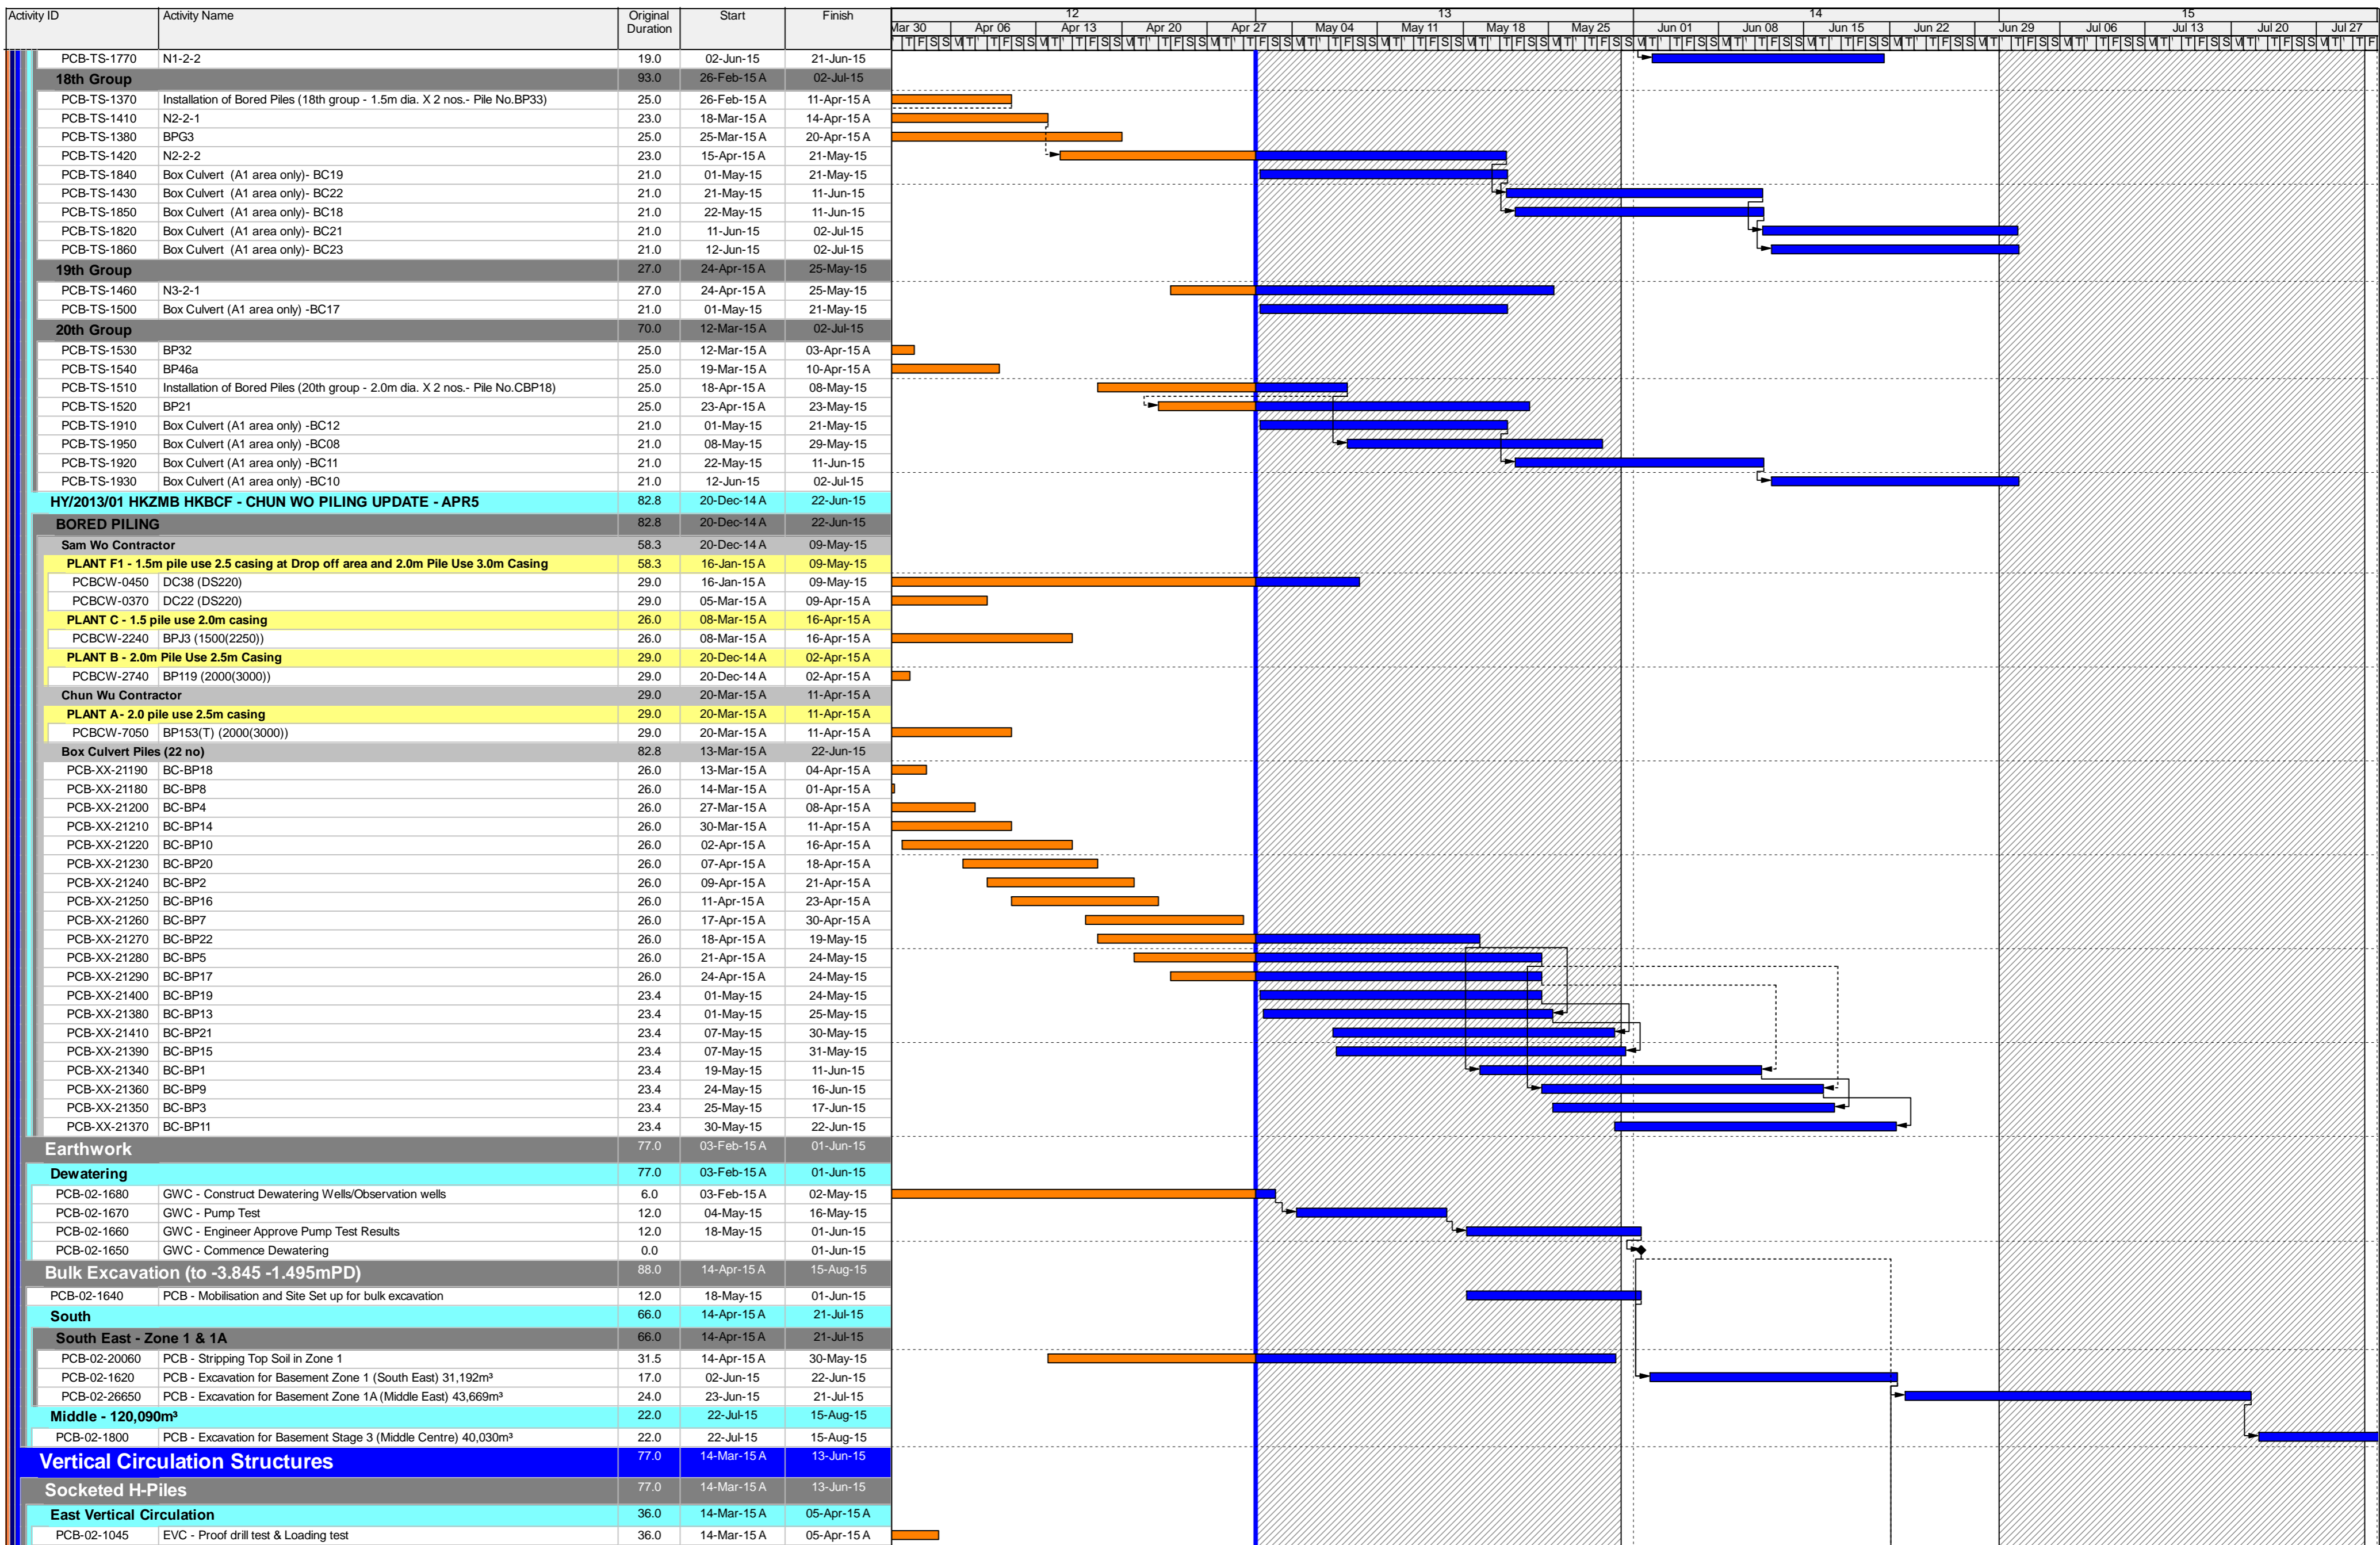 Activity ID Activity Name Original Duration Start Finish 12 13 14 15
Mar 30 Apr 06 Apr 13 Apr 20 Apr 27 May 04 May 11 May 18 May 25 Jun 01 Jun 08 Jun 15 Jun 22 Jun 29 Jul 06 Jul 13 Jul 20 Jul 27
PCB-TS-1770 N1-2-2 19.0 02-Jun-15 21-Jun-15
18th Group 93.0 26-Feb-15 A 02-Jul-15
PCB-TS-1370 Installation of Bored Piles (18th group - 1.5m dia. X 2 nos.- Pile No.BP33) 25.0 26-Feb-15 A 11-Apr-15 A
PCB-TS-1410 N2-2-1 23.0 18-Mar-15 A 14-Apr-15 A
PCB-TS-1380 BPG3 25.0 25-Mar-15 A 20-Apr-15 A
PCB-TS-1420 N2-2-2 23.0 15-Apr-15 A 21-May-15
PCB-TS-1840 Box Culvert (A1 area only)- BC19 21.0 01-May-15 21-May-15
PCB-TS-1430 Box Culvert (A1 area only)- BC22 21.0 21-May-15 11-Jun-15
PCB-TS-1850 Box Culvert (A1 area only)- BC18 21.0 22-May-15 11-Jun-15
PCB-TS-1820 Box Culvert (A1 area only)- BC21 21.0 11-Jun-15 02-Jul-15
PCB-TS-1860 Box Culvert (A1 area only)- BC23 21.0 12-Jun-15 02-Jul-15
19th Group 27.0 24-Apr-15 A 25-May-15
PCB-TS-1460 N3-2-1 27.0 24-Apr-15 A 25-May-15
PCB-TS-1500 Box Culvert (A1 area only) -BC17 21.0 01-May-15 21-May-15
20th Group 70.0 12-Mar-15 A 02-Jul-15
PCB-TS-1530 BP32 25.0 12-Mar-15 A 03-Apr-15 A
PCB-TS-1540 BP46a 25.0 19-Mar-15 A 10-Apr-15 A
PCB-TS-1510 Installation of Bored Piles (20th group - 2.0m dia. X 2 nos.- Pile No.CBP18) 25.0 18-Apr-15 A 08-May-15
PCB-TS-1520 BP21 25.0 23-Apr-15 A 23-May-15
PCB-TS-1910 Box Culvert (A1 area only) -BC12 21.0 01-May-15 21-May-15
PCB-TS-1950 Box Culvert (A1 area only) -BC08 21.0 08-May-15 29-May-15
PCB-TS-1920 Box Culvert (A1 area only) -BC11 21.0 22-May-15 11-Jun-15
PCB-TS-1930 Box Culvert (A1 area only) -BC10 21.0 12-Jun-15 02-Jul-15
HY/2013/01 HKZMB HKBCF - CHUN WO PILING UPDATE - APR5 82.8 20-Dec-14 A 22-Jun-15
BORED PILING 82.8 20-Dec-14 A 22-Jun-15
Sam Wo Contractor 58.3 20-Dec-14 A 09-May-15
PLANT F1 - 1.5m pile use 2.5 casing at Drop off area and 2.0m Pile Use 3.0m Casing 58.3 16-Jan-15 A 09-May-15
PCBCW-0450 DC38 (DS220) 29.0 16-Jan-15 A 09-May-15
PCBCW-0370 DC22 (DS220) 29.0 05-Mar-15 A 09-Apr-15 A
PLANT C - 1.5 pile use 2.0m casing 26.0 08-Mar-15 A 16-Apr-15 A
PCBCW-2240 BPJ3 (1500(2250)) 26.0 08-Mar-15 A 16-Apr-15 A
PLANT B - 2.0m Pile Use 2.5m Casing 29.0 20-Dec-14 A 02-Apr-15 A
PCBCW-2740 BP119 (2000(3000)) 29.0 20-Dec-14 A 02-Apr-15 A
Chun Wu Contractor 29.0 20-Mar-15 A 11-Apr-15 A
PLANT A - 2.0 pile use 2.5m casing 29.0 20-Mar-15 A 11-Apr-15 A
PCBCW-7050 BP153(T) (2000(3000)) 29.0 20-Mar-15 A 11-Apr-15 A
Box Culvert Piles (22 no) 82.8 13-Mar-15 A 22-Jun-15
PCB-XX-21190 BC-BP18 26.0 13-Mar-15 A 04-Apr-15 A
PCB-XX-21180 BC-BP8 26.0 14-Mar-15 A 01-Apr-15 A
PCB-XX-21200 BC-BP4 26.0 27-Mar-15 A 08-Apr-15 A
PCB-XX-21210 BC-BP14 26.0 30-Mar-15 A 11-Apr-15 A
PCB-XX-21220 BC-BP10 26.0 02-Apr-15 A 16-Apr-15 A
PCB-XX-21230 BC-BP20 26.0 07-Apr-15 A 18-Apr-15 A
PCB-XX-21240 BC-BP2 26.0 09-Apr-15 A 21-Apr-15 A
PCB-XX-21250 BC-BP16 26.0 11-Apr-15 A 23-Apr-15 A
PCB-XX-21260 BC-BP7 26.0 17-Apr-15 A 30-Apr-15 A
PCB-XX-21270 BC-BP22 26.0 18-Apr-15 A 19-May-15
PCB-XX-21280 BC-BP5 26.0 21-Apr-15 A 24-May-15
PCB-XX-21290 BC-BP17 26.0 24-Apr-15 A 24-May-15
PCB-XX-21400 BC-BP19 23.4 01-May-15 24-May-15
PCB-XX-21380 BC-BP13 23.4 01-May-15 25-May-15
PCB-XX-21410 BC-BP21 23.4 07-May-15 30-May-15
PCB-XX-21390 BC-BP15 23.4 07-May-15 31-May-15
PCB-XX-21340 BC-BP1 23.4 19-May-15 11-Jun-15
PCB-XX-21360 BC-BP9 23.4 24-May-15 16-Jun-15
PCB-XX-21350 BC-BP3 23.4 25-May-15 17-Jun-15
PCB-XX-21370 BC-BP11 23.4 30-May-15 22-Jun-15
Earthwork 77.0 03-Feb-15 A 01-Jun-15
Dewatering 77.0 03-Feb-15 A 01-Jun-15
PCB-02-1680 GWC - Construct Dewatering Wells/Observation wells 6.0 03-Feb-15 A 02-May-15
PCB-02-1670 GWC - Pump Test 12.0 04-May-15 16-May-15
PCB-02-1660 GWC - Engineer Approve Pump Test Results 12.0 18-May-15 01-Jun-15
PCB-02-1650 GWC - Commence Dewatering 0.0 01-Jun-15
Bulk Excavation (to -3.845 -1.495mPD) 88.0 14-Apr-15 A 15-Aug-15
PCB-02-1640 PCB - Mobilisation and Site Set up for bulk excavation 12.0 18-May-15 01-Jun-15
South 66.0 14-Apr-15 A 21-Jul-15
South East - Zone 1 & 1A 66.0 14-Apr-15 A 21-Jul-15
PCB-02-20060 PCB - Stripping Top Soil in Zone 1 31.5 14-Apr-15 A 30-May-15
PCB-02-1620 PCB - Excavation for Basement Zone 1 (South East) 31,192m³ 17.0 02-Jun-15 22-Jun-15
PCB-02-26650 PCB - Excavation for Basement Zone 1A (Middle East) 43,669m³ 24.0 23-Jun-15 21-Jul-15
Middle - 120,090m³ 22.0 22-Jul-15 15-Aug-15
PCB-02-1800 PCB - Excavation for Basement Stage 3 (Middle Centre) 40,030m³ 22.0 22-Jul-15 15-Aug-15
Vertical Circulation Structures 77.0 14-Mar-15 A 13-Jun-15
Socketed H-Piles 77.0 14-Mar-15 A 13-Jun-15
East Vertical Circulation 36.0 14-Mar-15 A 05-Apr-15 A
PCB-02-1045 EVC - Proof drill test & Loading test 36.0 14-Mar-15 A 05-Apr-15 A